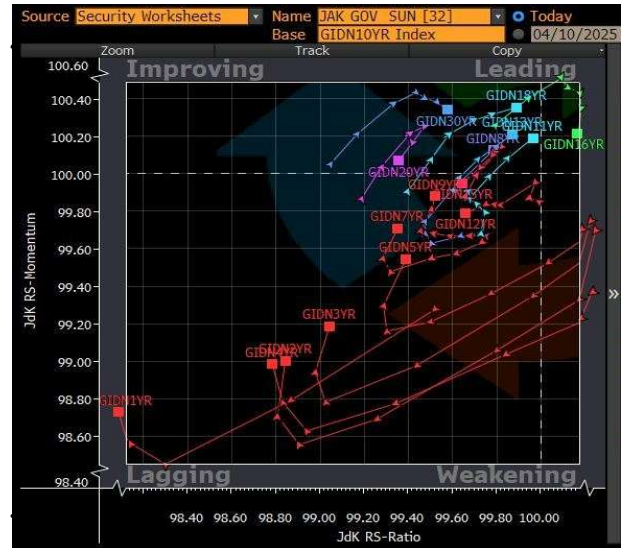 Source Security Worksheets Name JAK GOV SUN [32] Today
Base GIDN10YR Index 04/10/2025
Zoom Track Copy
Improving Leading
100.60
100.40
100.20
100.00
99.80
99.60
99.40
99.20
99.00
98.80
98.60
98.40
JdK RS-Momentum
GIDN18YR
GIDN30YR
GIDN11YR
GIDN8YR
GIDN16YR
GIDN20YR
GIDN9YR
GIDN7YR
GIDN12YR
GIDN5YR
GIDN3YR
GIDN2YR
GIDN1YR
»
Lagging Weakening
98.40 98.60 98.80 99.00 99.20 99.40 99.60 99.80 100.00
JdK RS-Ratio